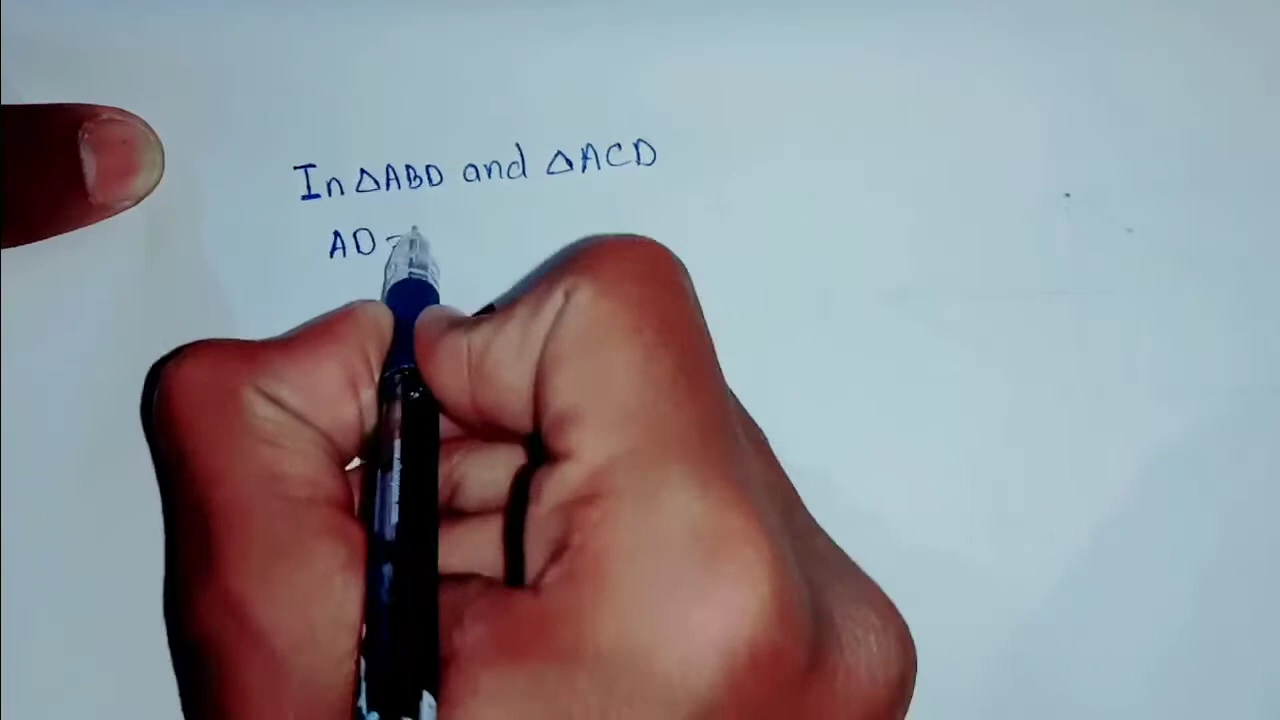 In △ABD and △ACD
AD =